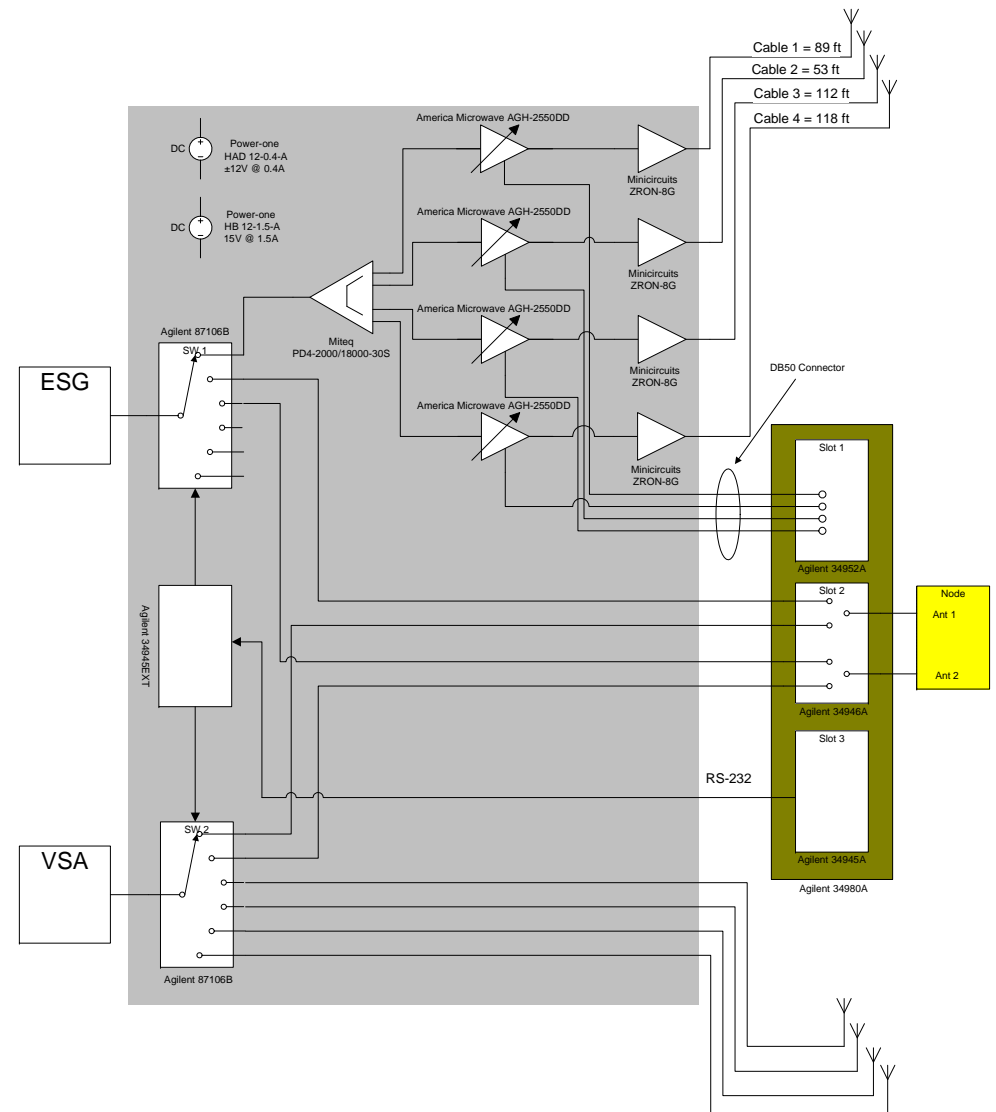 Cable 1 = 89 ft
Cable 2 = 53 ft
Cable 3 = 112 ft
Cable 4 = 118 ft
America Microwave AGH-2550DD
DC
Power-one
HAD 12-0.4-A
±12V @ 0.4A
Minicircuits
ZRON-8G
DC
Power-one
HB 12-1.5-A
15V @ 1.5A
America Microwave AGH-2550DD
Minicircuits
ZRON-8G
America Microwave AGH-2550DD
Miteq
PD4-2000/18000-30S
Minicircuits
ZRON-8G
Agilent 87106B
SW 1
ESG
DB50 Connector
America Microwave AGH-2550DD
Minicircuits
ZRON-8G
Slot 1
Agilent 34952A
Slot 2
Node
Ant 1
Ant 2
Agilent 34945EXT
Agilent 34946A
Slot 3
RS-232
SW 2
VSA
Agilent 34945A
Agilent 34980A
Agilent 87106B